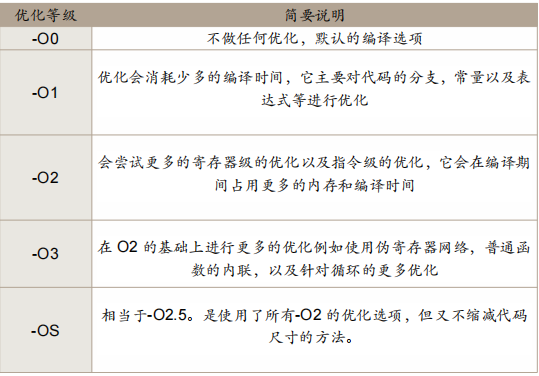 优化等级 简要说明
-O0 不做任何优化，默认的编译选项
-O1 优化会消耗少多的编译时间，它主要对代码的分支，常量以及表
达式等进行优化
-O2 会尝试更多的寄存器级的优化以及指令级的优化，它会在编译期
间占用更多的内存和编译时间
-O3 在 O2 的基础上进行更多的优化例如使用伪寄存器网络，普通函
数的内联，以及针对循环的更多优化
-OS 相当于-O2.5。是使用了所有-O2 的优化选项，但又不缩减代码
尺寸的方法。